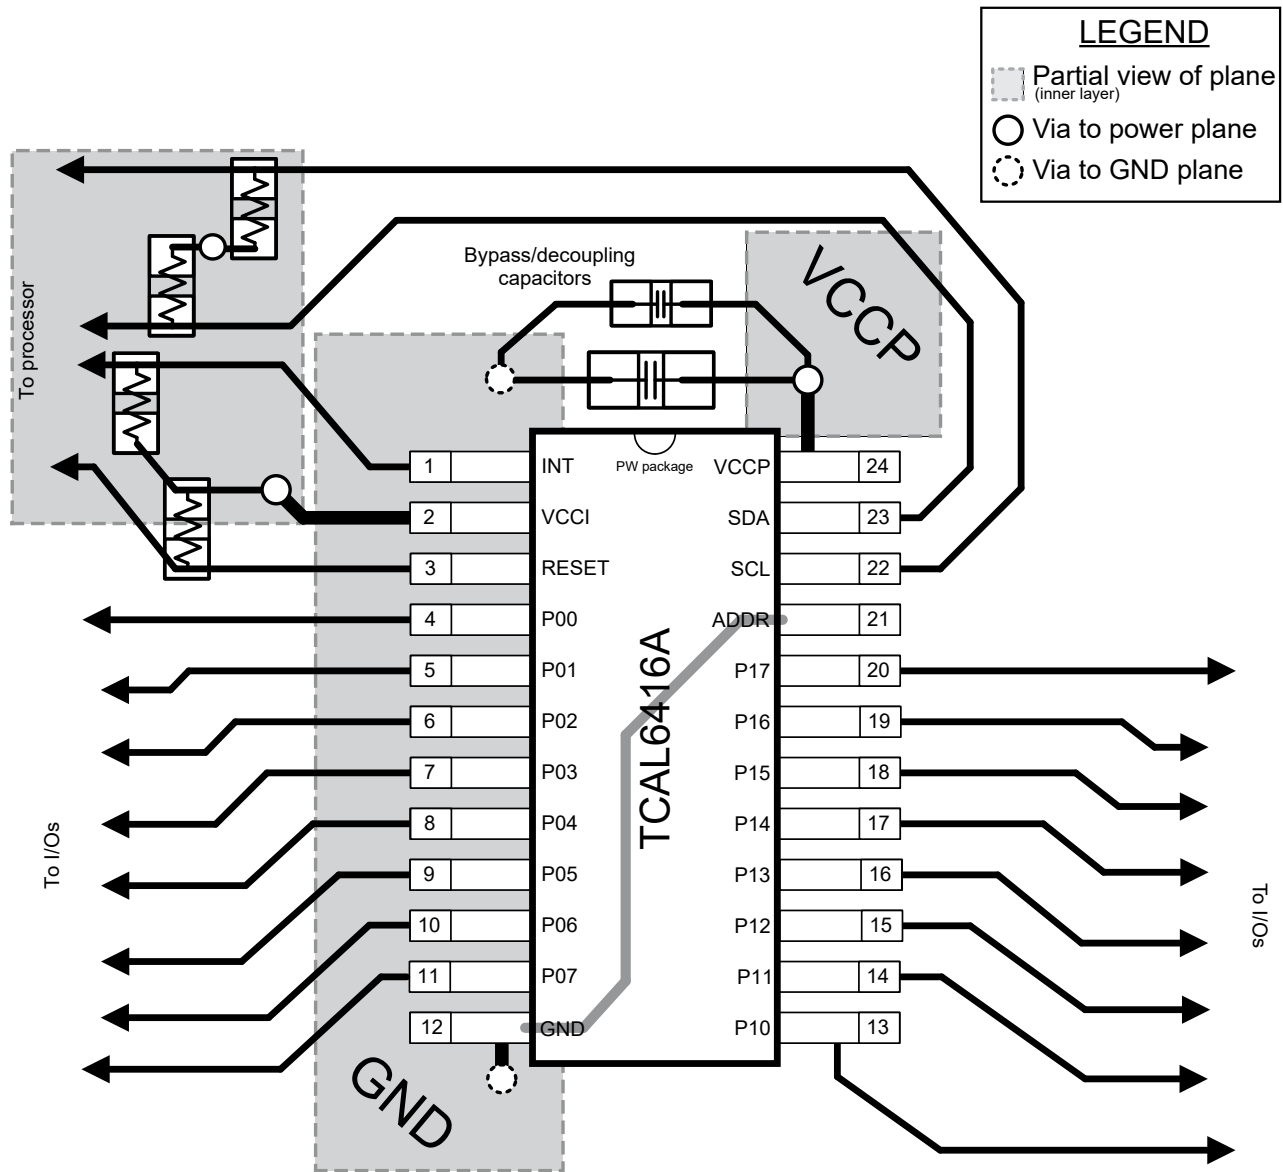 LEGEND
Partial view of plane
(inner layer)
Via to power plane
Via to GND plane
To processor
Bypass/decoupling
capacitors
VCCP
PW package
1 INT VCCP 24
2 VCCI SDA 23
3 RESET SCL 22
4 P00 ADDR 21
5 P01 P17 20
6 P02 P16 19
7 P03 P15 18
8 P04 P14 17
9 P05 P13 16
10 P06 P12 15
11 P07 P11 14
12 GND P10 13
TCAL6416A
To I/Os
To I/Os
GND